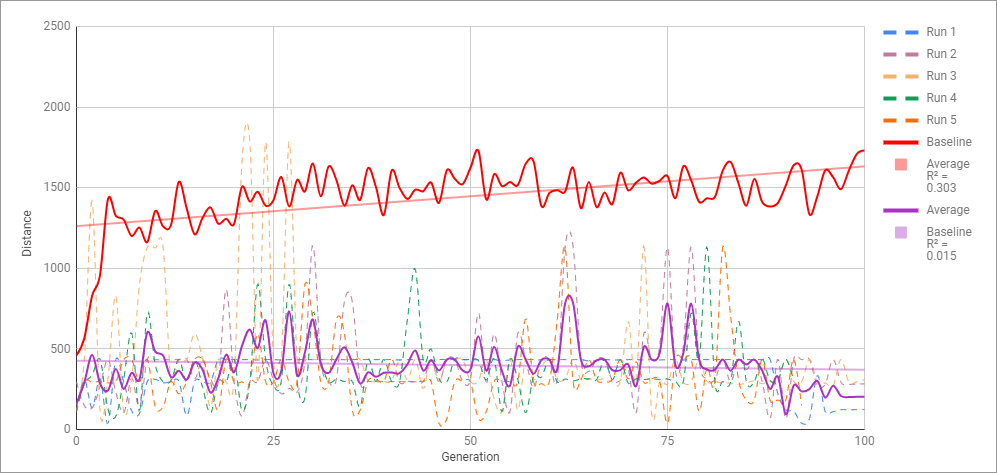 2500
2000
1500
1000
500
0
0
25
50
75
100
Distance
Generation
Run 1
Run 2
Run 3
Run 4
Run 5
Baseline
Average
R² =
0.303
Average
Baseline
R² =
0.015